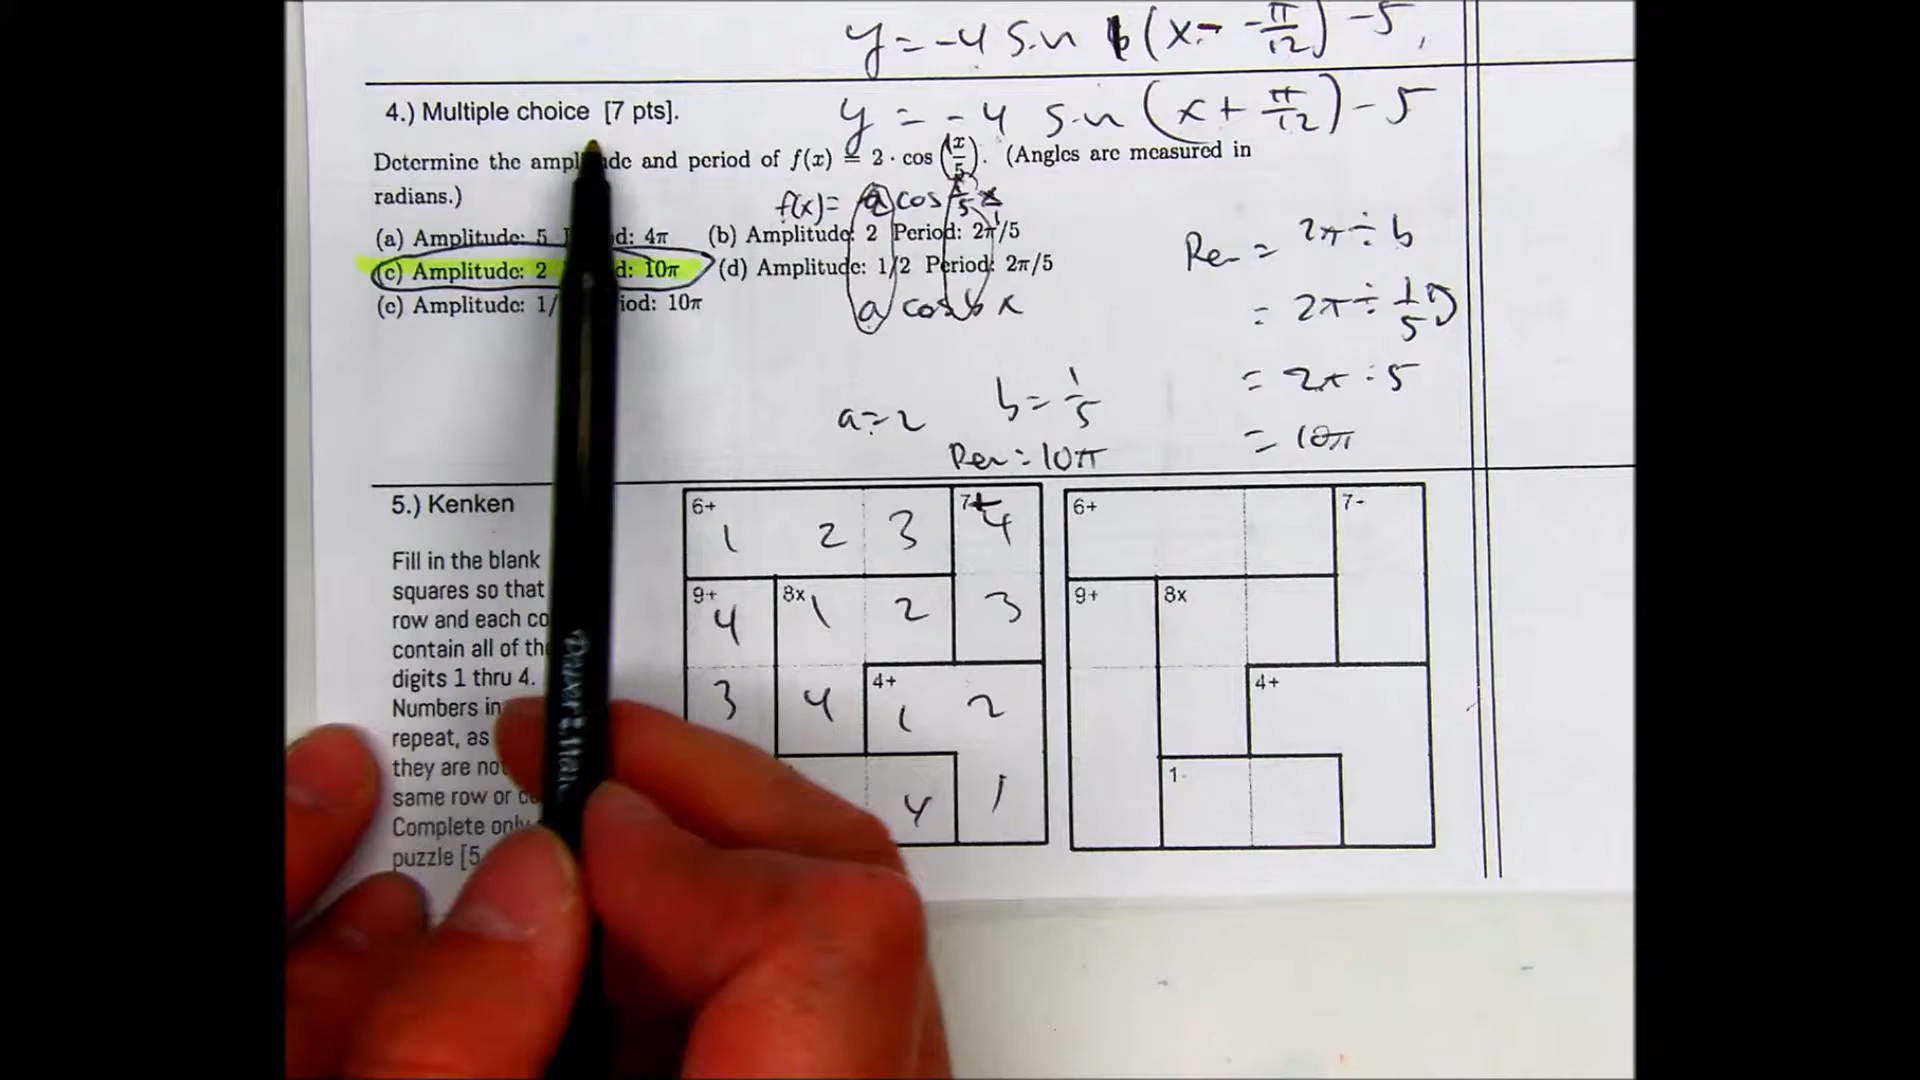 y = -4 sin b (x - -π/12) - 5,
4.) Multiple choice [7 pts].
y = -4 sin (x + π/12) - 5
Determine the amplitude and period of f(x) = 2 · cos (x/5). (Angles are measured in
radians.)
f(x) = 2 cos 1/5 x
(a) Amplitude: 5 d: 4π (b) Amplitude: 2 Period: 2π/5
(c) Amplitude: 2 d: 10π (d) Amplitude: 1/2 Period: 2π/5
(e) Amplitude: 1/ iod: 10π
a cos b x
Per = 2π ÷ b
= 2π ÷ 1/5
= 2π · 5
= 10π
a = 2 b = 1/5
Per = 10π
5.) Kenken
Fill in the blank
squares so that
row and each co
contain all of th
digits 1 thru 4.
Numbers in
repeat, as
they are not
same row or co
Complete only
puzzle [5
6+ 7+
1 2 3 4
9+ 8x
4 1 2 3
4+
3 4 1 2
4 1
6+ 7-
9+ 8x
4+
1-